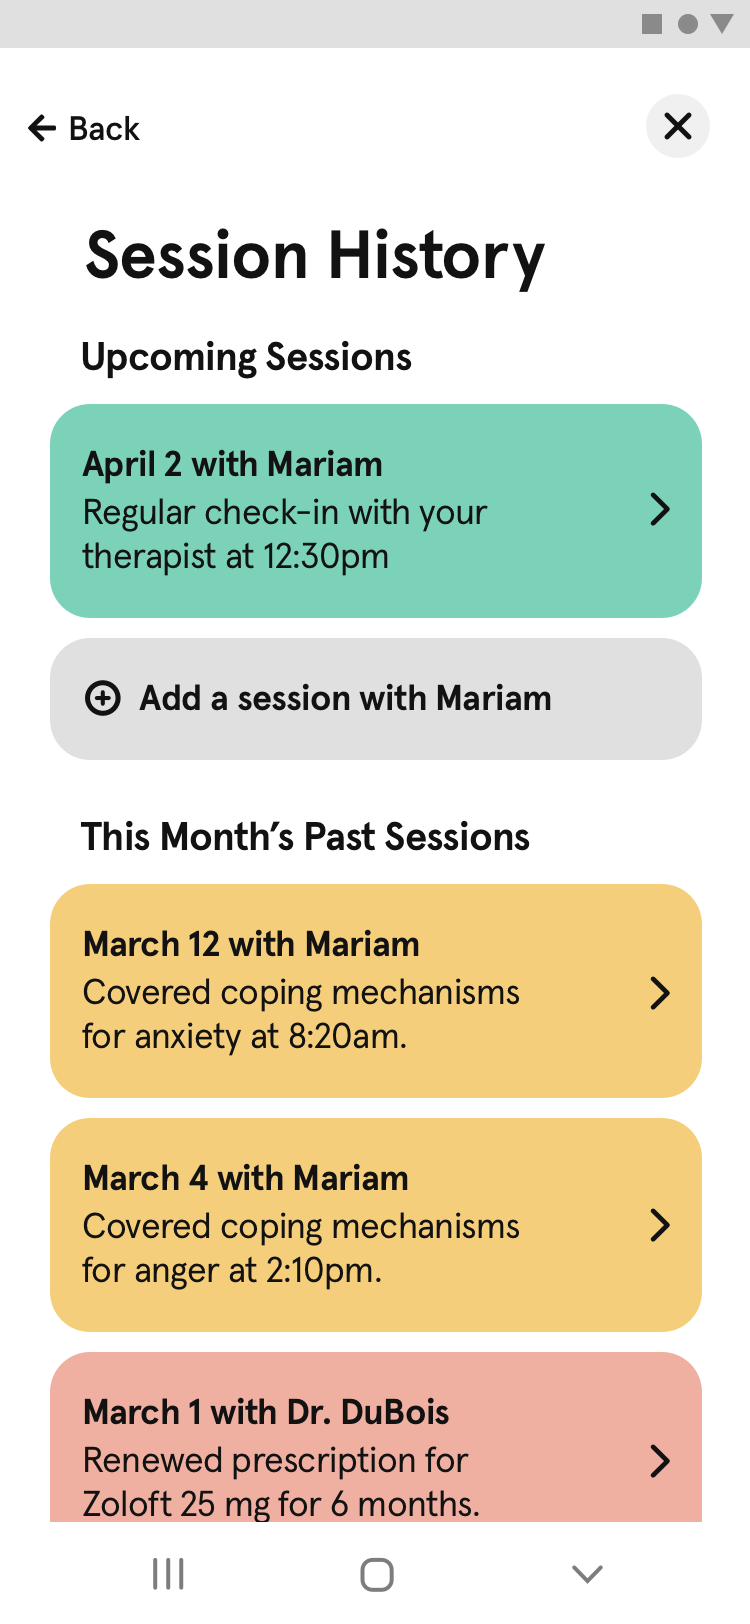 Back
Session History
Upcoming Sessions
April 2 with Mariam
Regular check-in with your
therapist at 12:30pm
Add a session with Mariam
This Month’s Past Sessions
March 12 with Mariam
Covered coping mechanisms
for anxiety at 8:20am.
March 4 with Mariam
Covered coping mechanisms
for anger at 2:10pm.
March 1 with Dr. DuBois
Renewed prescription for
Zoloft 25 mg for 6 months.